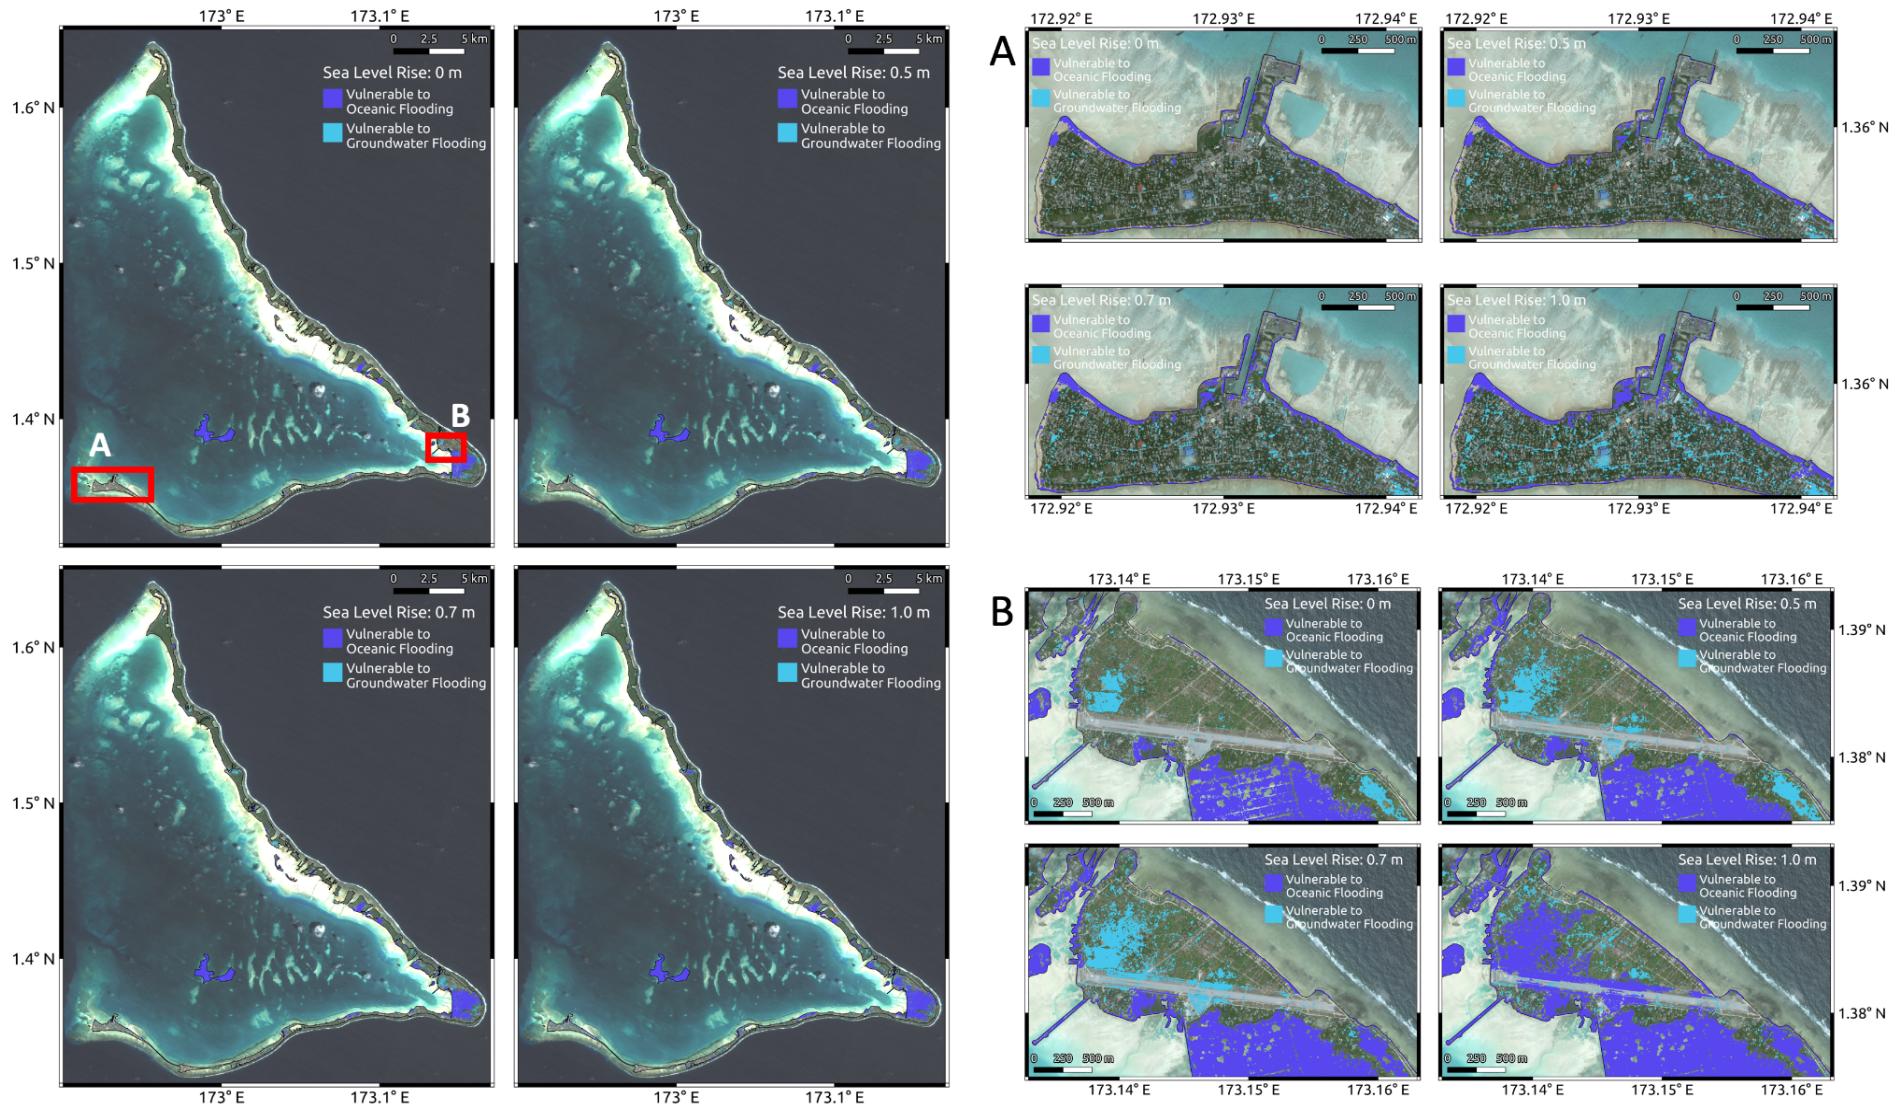 173° E
173.1° E
173° E
173.1° E
0 2.5 5 km
Sea Level Rise: 0 m
Vulnerable to
Oceanic Flooding
Vulnerable to
Groundwater Flooding
0 2.5 5 km
Sea Level Rise: 0.5 m
Vulnerable to
Oceanic Flooding
Vulnerable to
Groundwater Flooding
1.6° N
1.5° N
1.4° N
A
B
0 2.5 5 km
Sea Level Rise: 0.7 m
Vulnerable to
Oceanic Flooding
Vulnerable to
Groundwater Flooding
0 2.5 5 km
Sea Level Rise: 1.0 m
Vulnerable to
Oceanic Flooding
Vulnerable to
Groundwater Flooding
1.6° N
1.5° N
1.4° N
173° E
173.1° E
173° E
173.1° E
A
172.92° E
172.93° E
172.94° E
172.92° E
172.93° E
172.94° E
Sea Level Rise: 0 m
Vulnerable to
Oceanic Flooding
Vulnerable to
Groundwater Flooding
0 250 500 m
Sea Level Rise: 0.5 m
Vulnerable to
Oceanic Flooding
Vulnerable to
Groundwater Flooding
0 250 500 m
1.36° N
Sea Level Rise: 0.7 m
Vulnerable to
Oceanic Flooding
Vulnerable to
Groundwater Flooding
0 250 500 m
Sea Level Rise: 1.0 m
Vulnerable to
Oceanic Flooding
Vulnerable to
Groundwater Flooding
0 250 500 m
1.36° N
172.92° E
172.93° E
172.94° E
172.92° E
172.93° E
172.94° E
B
173.14° E
173.15° E
173.16° E
173.14° E
173.15° E
173.16° E
Sea Level Rise: 0 m
Vulnerable to
Oceanic Flooding
Vulnerable to
Groundwater Flooding
0 250 500 m
Sea Level Rise: 0.5 m
Vulnerable to
Oceanic Flooding
Vulnerable to
Groundwater Flooding
0 250 500 m
1.39° N
1.38° N
Sea Level Rise: 0.7 m
Vulnerable to
Oceanic Flooding
Vulnerable to
Groundwater Flooding
0 250 500 m
Sea Level Rise: 1.0 m
Vulnerable to
Oceanic Flooding
Vulnerable to
Groundwater Flooding
0 250 500 m
1.39° N
1.38° N
173.14° E
173.15° E
173.16° E
173.14° E
173.15° E
173.16° E